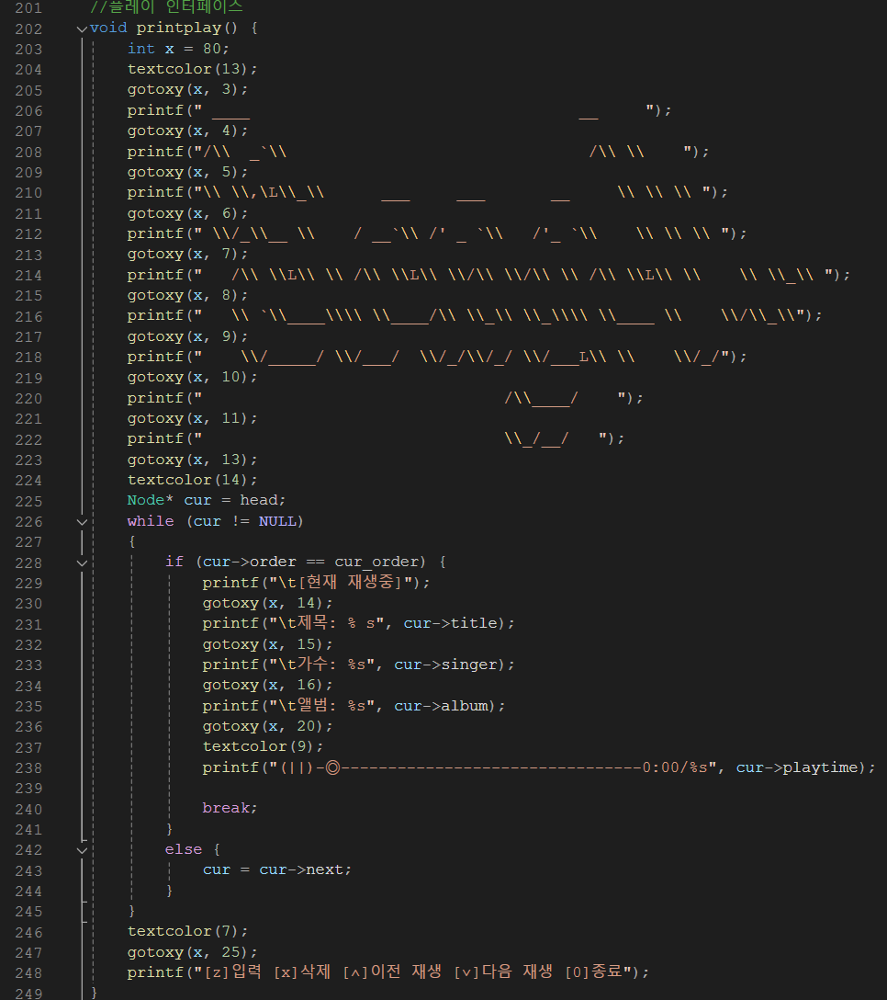 201 //플레이 인터페이스
202 void printplay() {
203     int x = 80;
204     textcolor(13);
205     gotoxy(x, 3);
206     printf(" ____                                   __     ");
207     gotoxy(x, 4);
208     printf("/\\  _`\\                                /\\ \\    ");
209     gotoxy(x, 5);
210     printf("\\ \\,\L\\_\\      ___     ___       __     \\ \\ \\ ");
211     gotoxy(x, 6);
212     printf(" \\/_\\__ \\    / __`\\ /' _ `\\   /'_ `\\    \\ \\ \\ ");
213     gotoxy(x, 7);
214     printf("   /\\ \\L\\ \\ /\\ \\L\\ \\/\\ \\/\\ \\ /\\ \\L\\ \\    \\ \\_\\ ");
215     gotoxy(x, 8);
216     printf("   \\ `\\____\\\\ \\____/\\ \\_\\ \\_\\\\ \\____ \\    \\/\\_\\");
217     gotoxy(x, 9);
218     printf("    \\/_____/ \\/___/  \\/_/\\/_/ \\/___L\\ \\    \\/_/");
219     gotoxy(x, 10);
220     printf("                                /\\____/    ");
221     gotoxy(x, 11);
222     printf("                                \\_/__/   ");
223     gotoxy(x, 13);
224     textcolor(14);
225     Node* cur = head;
226     while (cur != NULL)
227     {
228         if (cur->order == cur_order) {
229             printf("\t[현재 재생중]");
230             gotoxy(x, 14);
231             printf("\t제목: % s", cur->title);
232             gotoxy(x, 15);
233             printf("\t가수: %s", cur->singer);
234             gotoxy(x, 16);
235             printf("\t앨범: %s", cur->album);
236             gotoxy(x, 20);
237             textcolor(9);
238             printf("(||)-◎--------------------------------0:00/%s", cur->playtime);
239
240             break;
241         }
242         else {
243             cur = cur->next;
244         }
245     }
246     textcolor(7);
247     gotoxy(x, 25);
248     printf("[z]입력 [x]삭제 [∧]이전 재생 [∨]다음 재생 [0]종료");
249 }